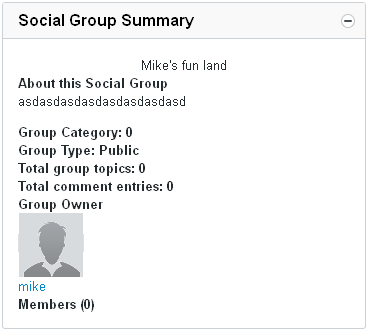 Social Group Summary
Mike's fun land
About this Social Group
asdasdasdasdasdasdasdasd
Group Category: 0
Group Type: Public
Total group topics: 0
Total comment entries: 0
Group Owner
mike
Members (0)